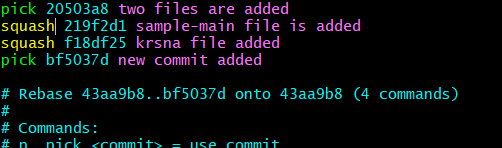 pick 20503a8 two files are added
squash 219f2d1 sample-main file is added
squash f18df25 krsna file added
pick bf5037d new commit added
# Rebase 43aa9b8..bf5037d onto 43aa9b8 (4 commands)
#
# Commands:
# p, pick <commit> = use commit